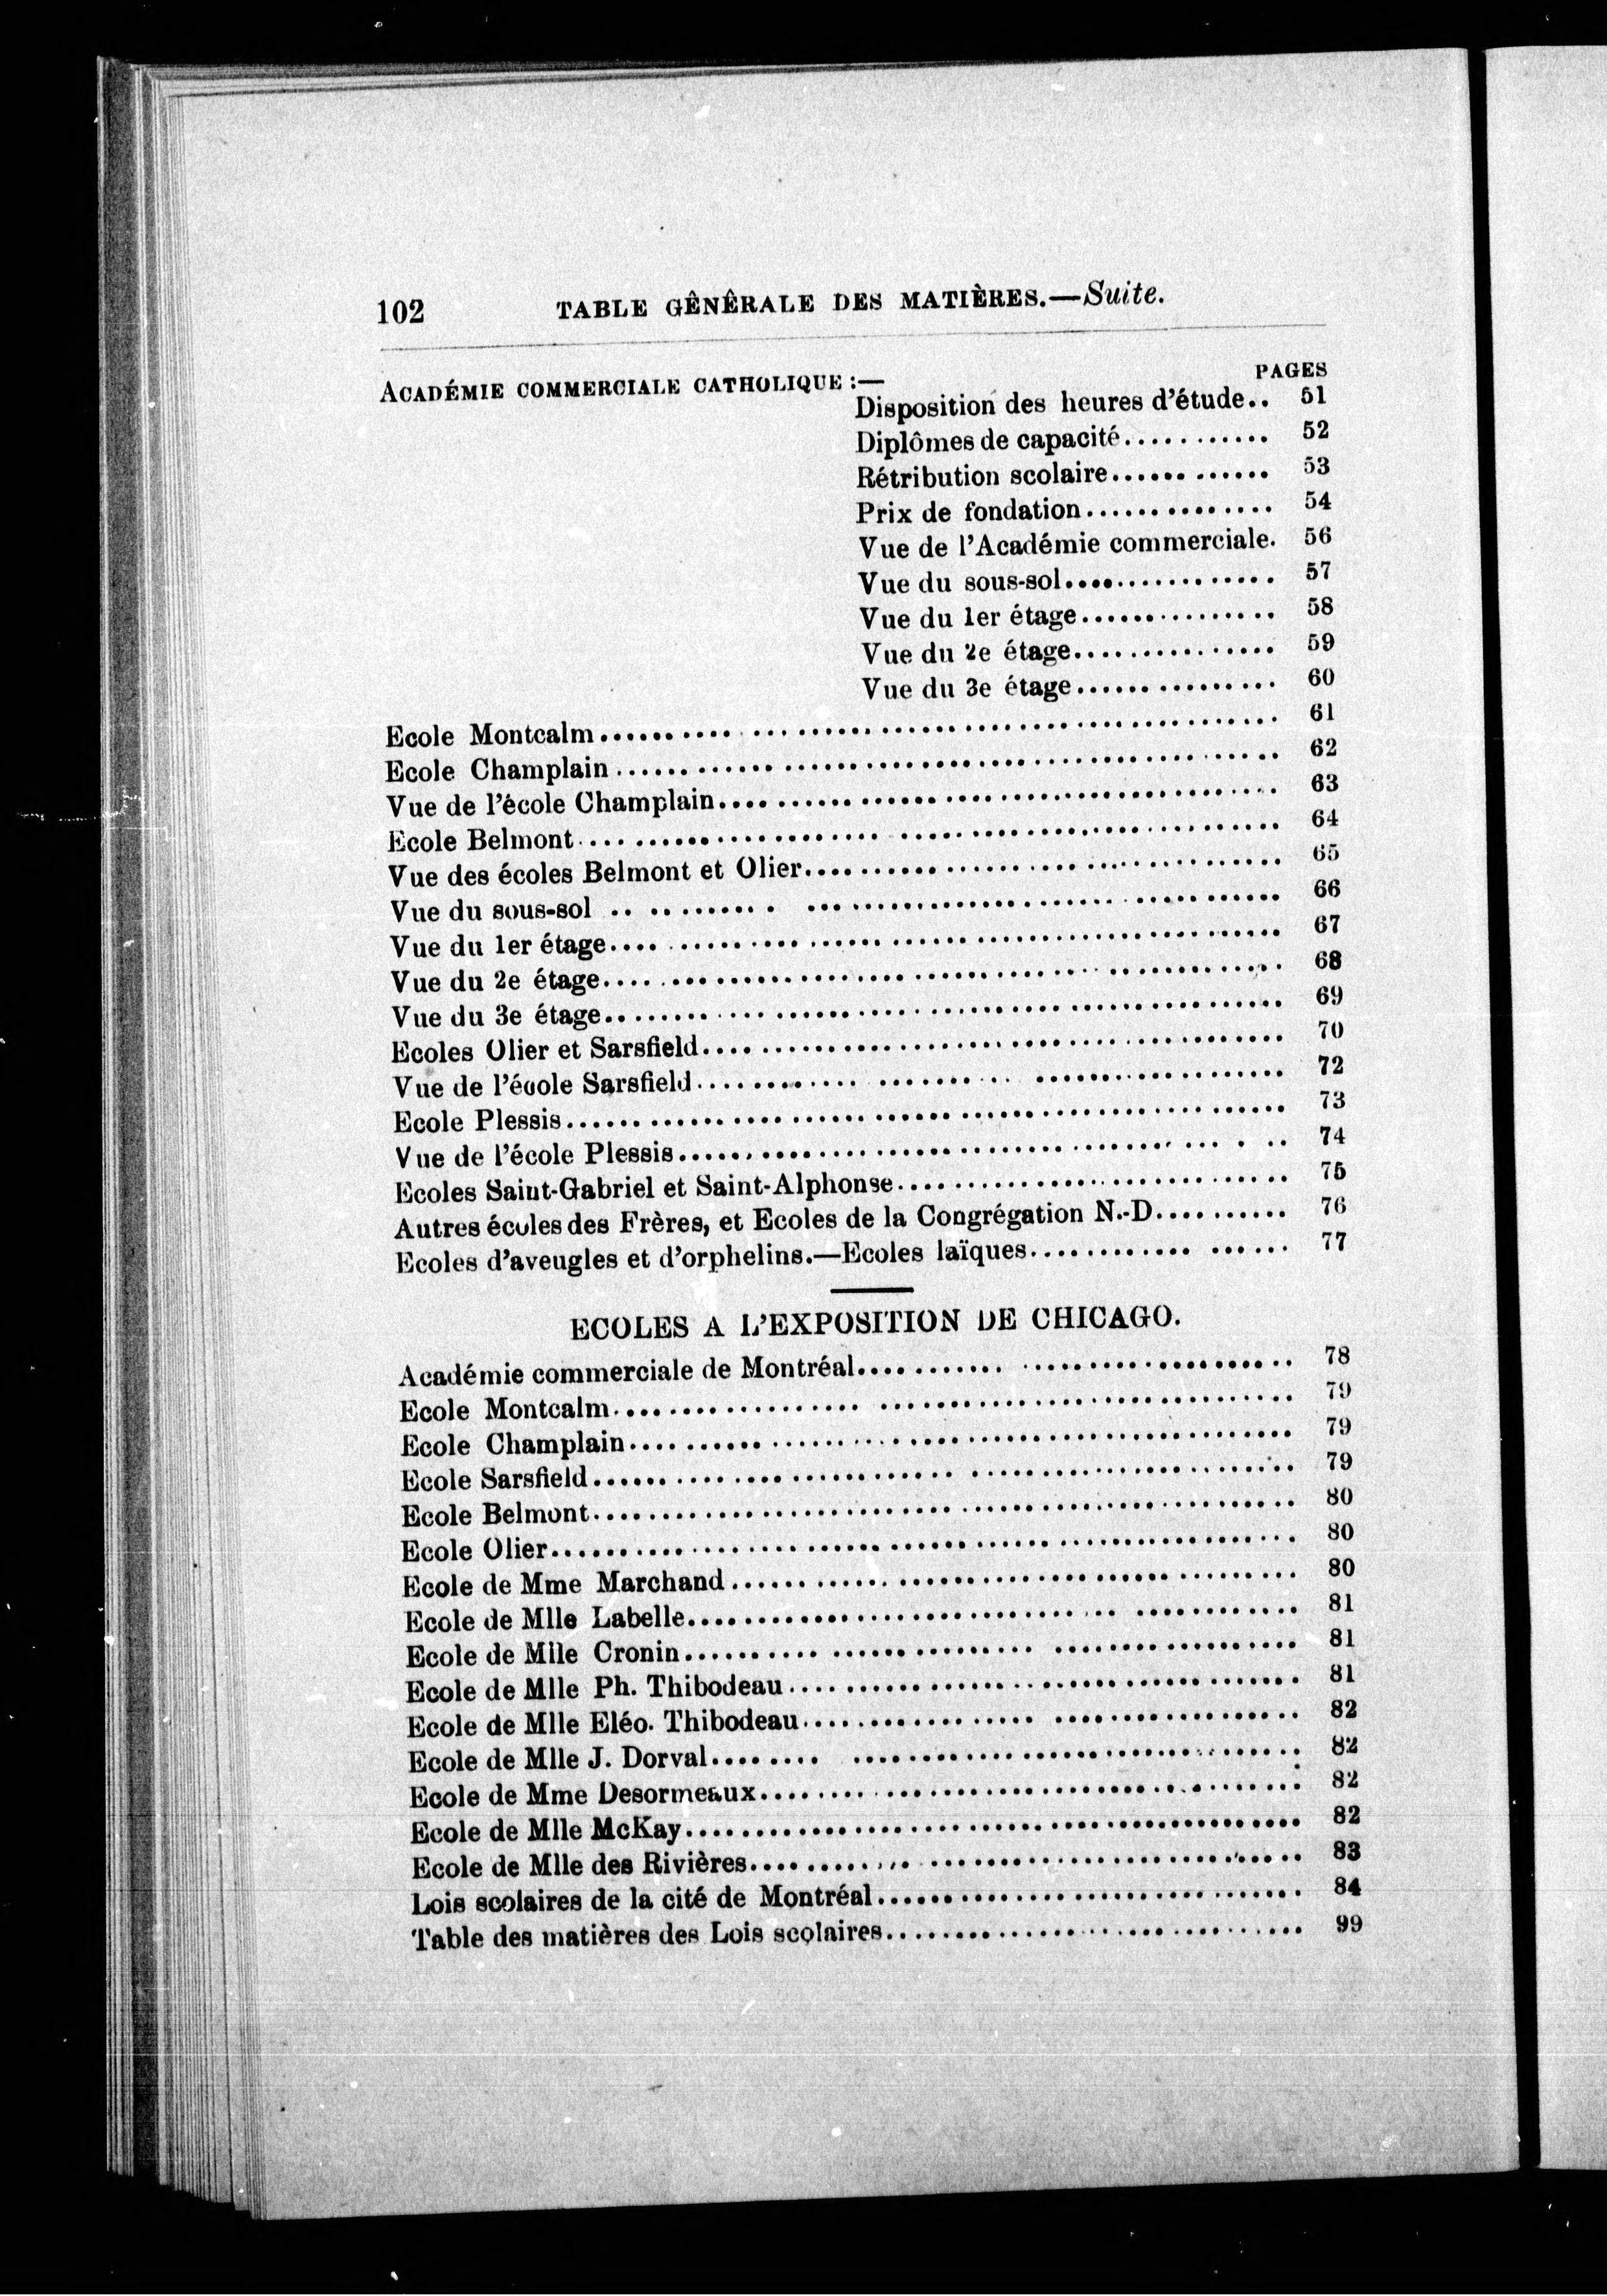 102 TABLE GÊNÊRALE DES MATIÈRES.—Suite.
PAGES
ACADÉMIE COMMERCIALE CATHOLIQUE :—
Disposition des heures d'étude.. 51
Diplômes de capacité........... 52
Rétribution scolaire............ 53
Prix de fondation.............. 54
Vue de l'Académie commerciale. 56
Vue du sous-sol............... 57
Vue du 1er étage.............. 58
Vue du 2e étage............... 59
Vue du 3e étage............... 60
Ecole Montcalm.............................. 61
Ecole Champlain.............................. 62
Vue de l'école Champlain.............................. 63
Ecole Belmont.............................. 64
Vue des écoles Belmont et Olier.............................. 65
Vue du sous-sol.............................. 66
Vue du 1er étage.............................. 67
Vue du 2e étage.............................. 68
Vue du 3e étage.............................. 69
Ecoles Olier et Sarsfield.............................. 70
Vue de l'école Sarsfield.............................. 72
Ecole Plessis.............................. 73
Vue de l'école Plessis.............................. 74
Ecoles Saint-Gabriel et Saint-Alphonse.............................. 75
Autres écoles des Frères, et Ecoles de la Congrégation N.-D.......... 76
Ecoles d'aveugles et d'orphelins.—Ecoles laïques.................. 77
ECOLES A L'EXPOSITION DE CHICAGO.
Académie commerciale de Montréal.............................. 78
Ecole Montcalm.............................. 79
Ecole Champlain.............................. 79
Ecole Sarsfield.............................. 79
Ecole Belmont.............................. 80
Ecole Olier.............................. 80
Ecole de Mme Marchand.............................. 80
Ecole de Mlle Labelle.............................. 81
Ecole de Mlle Cronin.............................. 81
Ecole de Mlle Ph. Thibodeau.............................. 81
Ecole de Mlle Eléo. Thibodeau.............................. 82
Ecole de Mlle J. Dorval.............................. 82
Ecole de Mme Desormeaux.............................. 82
Ecole de Mlle McKay.............................. 82
Ecole de Mlle des Rivières.............................. 83
Lois scolaires de la cité de Montréal.............................. 84
Table des matières des Lois scolaires.............................. 99